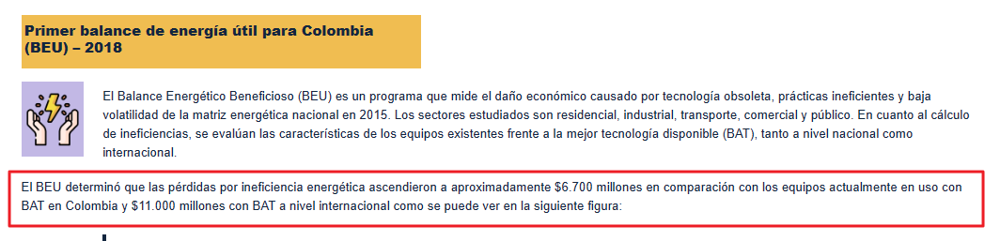 Primer balance de energía útil para Colombia
(BEU) – 2018
El Balance Energético Beneficioso (BEU) es un programa que mide el daño económico causado por tecnología obsoleta, prácticas ineficientes y baja
volatilidad de la matriz energética nacional en 2015. Los sectores estudiados son residencial, industrial, transporte, comercial y público. En cuanto al cálculo
de ineficiencias, se evalúan las características de los equipos existentes frente a la mejor tecnología disponible (BAT), tanto a nivel nacional como
internacional.
El BEU determinó que las pérdidas por ineficiencia energética ascendieron a aproximadamente $6.700 millones en comparación con los equipos actualmente en uso con
BAT en Colombia y $11.000 millones con BAT a nivel internacional como se puede ver en la siguiente figura: